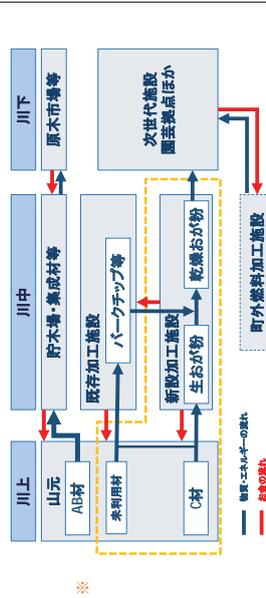 川上
川中
川下
山元
AB材
貯木場・集成材等
原木市場等
未利用材
C材
既存加工施設
バークチップ等
新設加工施設
生おが粉
乾燥おが粉
次世代施設
園芸拠点ほか
町外燃料加工施設
物質・エネルギーの流れ
お金の流れ
※